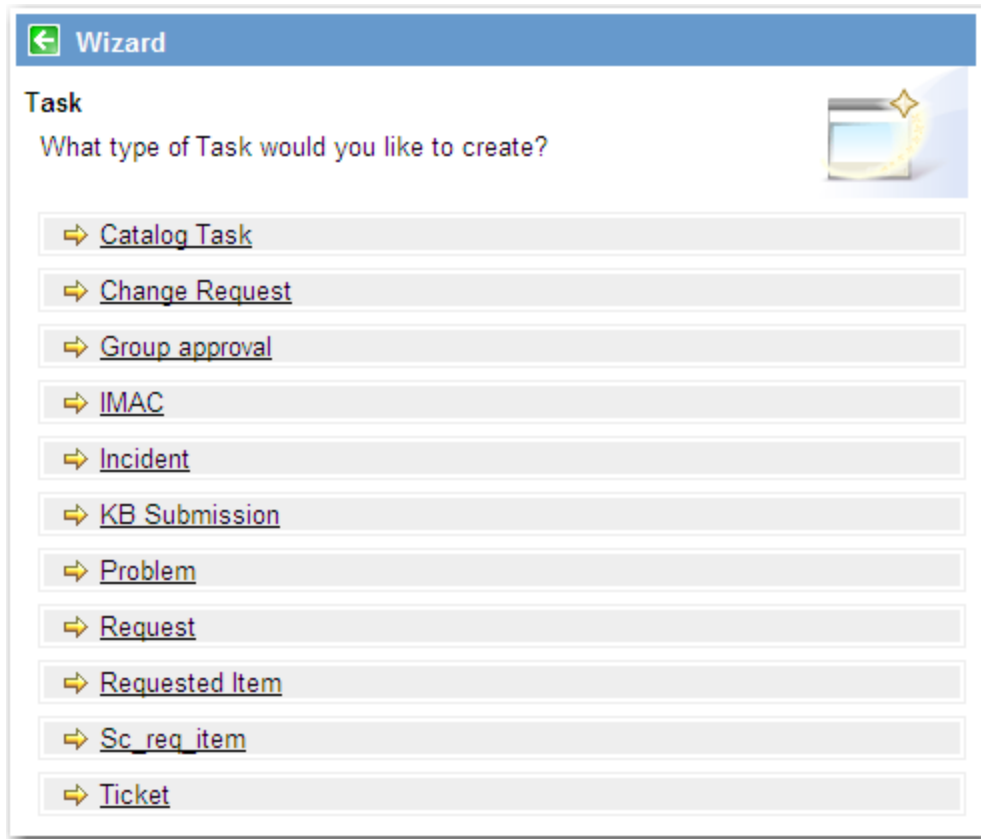 Wizard
Task
What type of Task would you like to create?
Catalog Task
Change Request
Group approval
IMAC
Incident
KB Submission
Problem
Request
Requested Item
Sc_req_item
Ticket